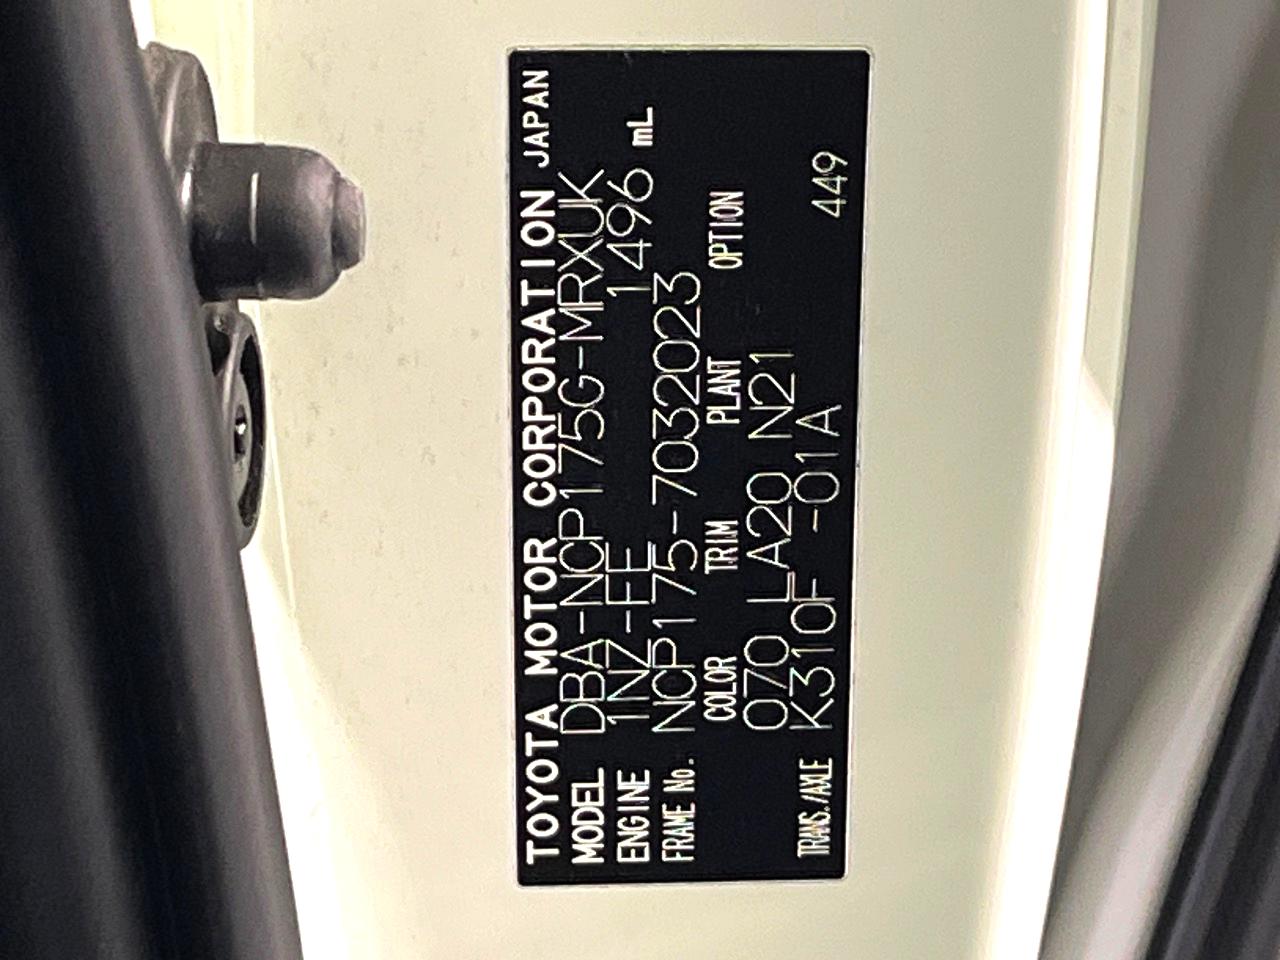 TOYOTA MOTOR CORPORATION JAPAN
MODEL DBA-NCP175G-MRXUK
ENGINE 1NZ-FE 1496 mL
FRAME No. NCP175-7032023
COLOR TRIM PLANT OPTION
070 LA20 N21
TRANS./AXLE K310F -01A 449